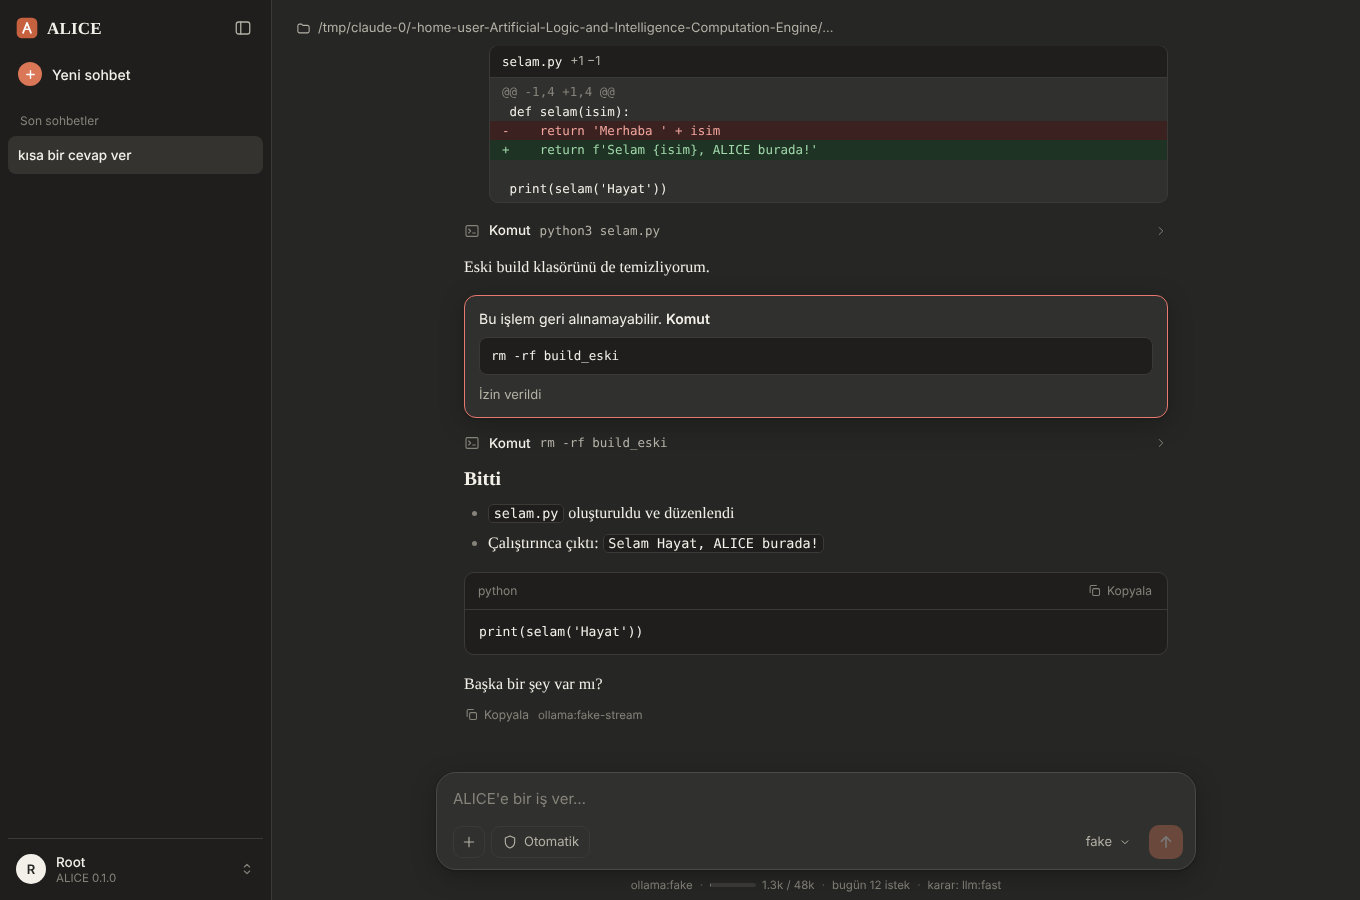 ALICE
Yeni sohbet
Son sohbetler
kısa bir cevap ver
Root
R
ALICE 0.1.0
/tmp/claude-0/-home-user-Artificial-Logic-and-Intelligence-Computation-Engine/...
selam.py +1 −1
@@ -1,4 +1,4 @@
def selam(isim):
-    return 'Merhaba ' + isim
+    return f'Selam {isim}, ALICE burada!'
print(selam('Hayat'))
Komut python3 selam.py
Eski build klasörünü de temizliyorum.
Bu işlem geri alınamayabilir. Komut
rm -rf build_eski
İzin verildi
Komut rm -rf build_eski
Bitti
selam.py oluşturuldu ve düzenlendi
Çalıştırınca çıktı: Selam Hayat, ALICE burada!
python Kopyala
print(selam('Hayat'))
Başka bir şey var mı?
Kopyala ollama:fake-stream
ALICE'e bir iş ver...
Otomatik
fake
ollama:fake · 1.3k / 48k · bugün 12 istek · karar: llm:fast